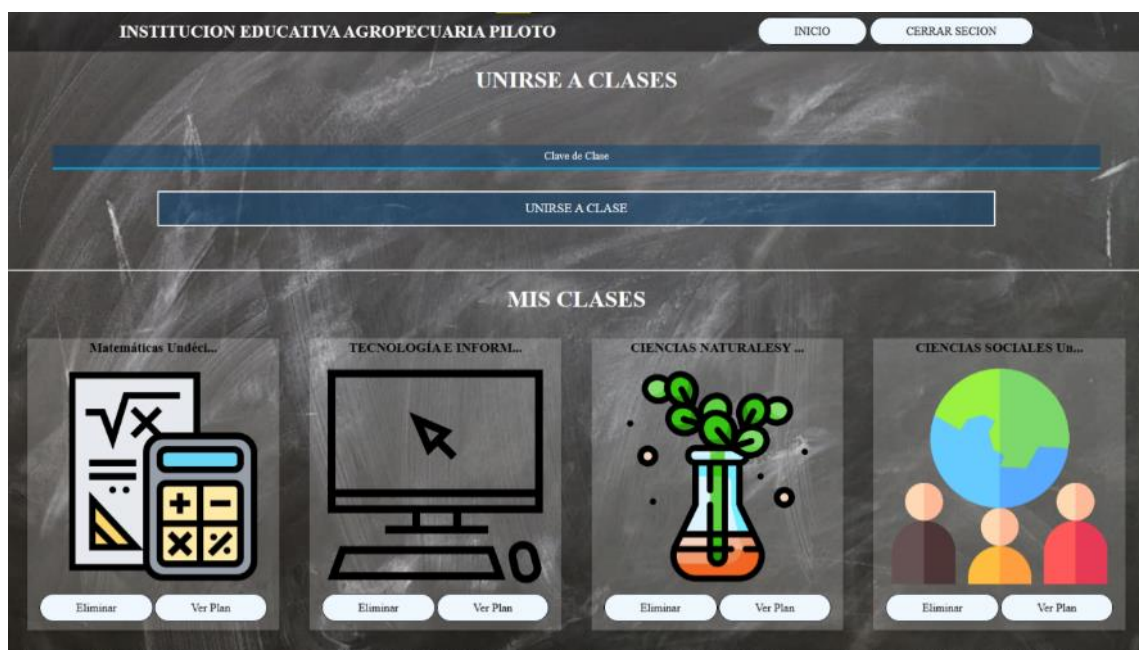 INSTITUCION EDUCATIVA AGROPECUARIA PILOTO
INICIO
CERRAR SECION
UNIRSE A CLASES
Clave de Clase
UNIRSE A CLASE
MIS CLASES
Matemáticas Undéci...
TECNOLOGÍA E INFORM...
CIENCIAS NATURALESY ...
CIENCIAS SOCIALES Un...
Eliminar
Ver Plan
Eliminar
Ver Plan
Eliminar
Ver Plan
Eliminar
Ver Plan